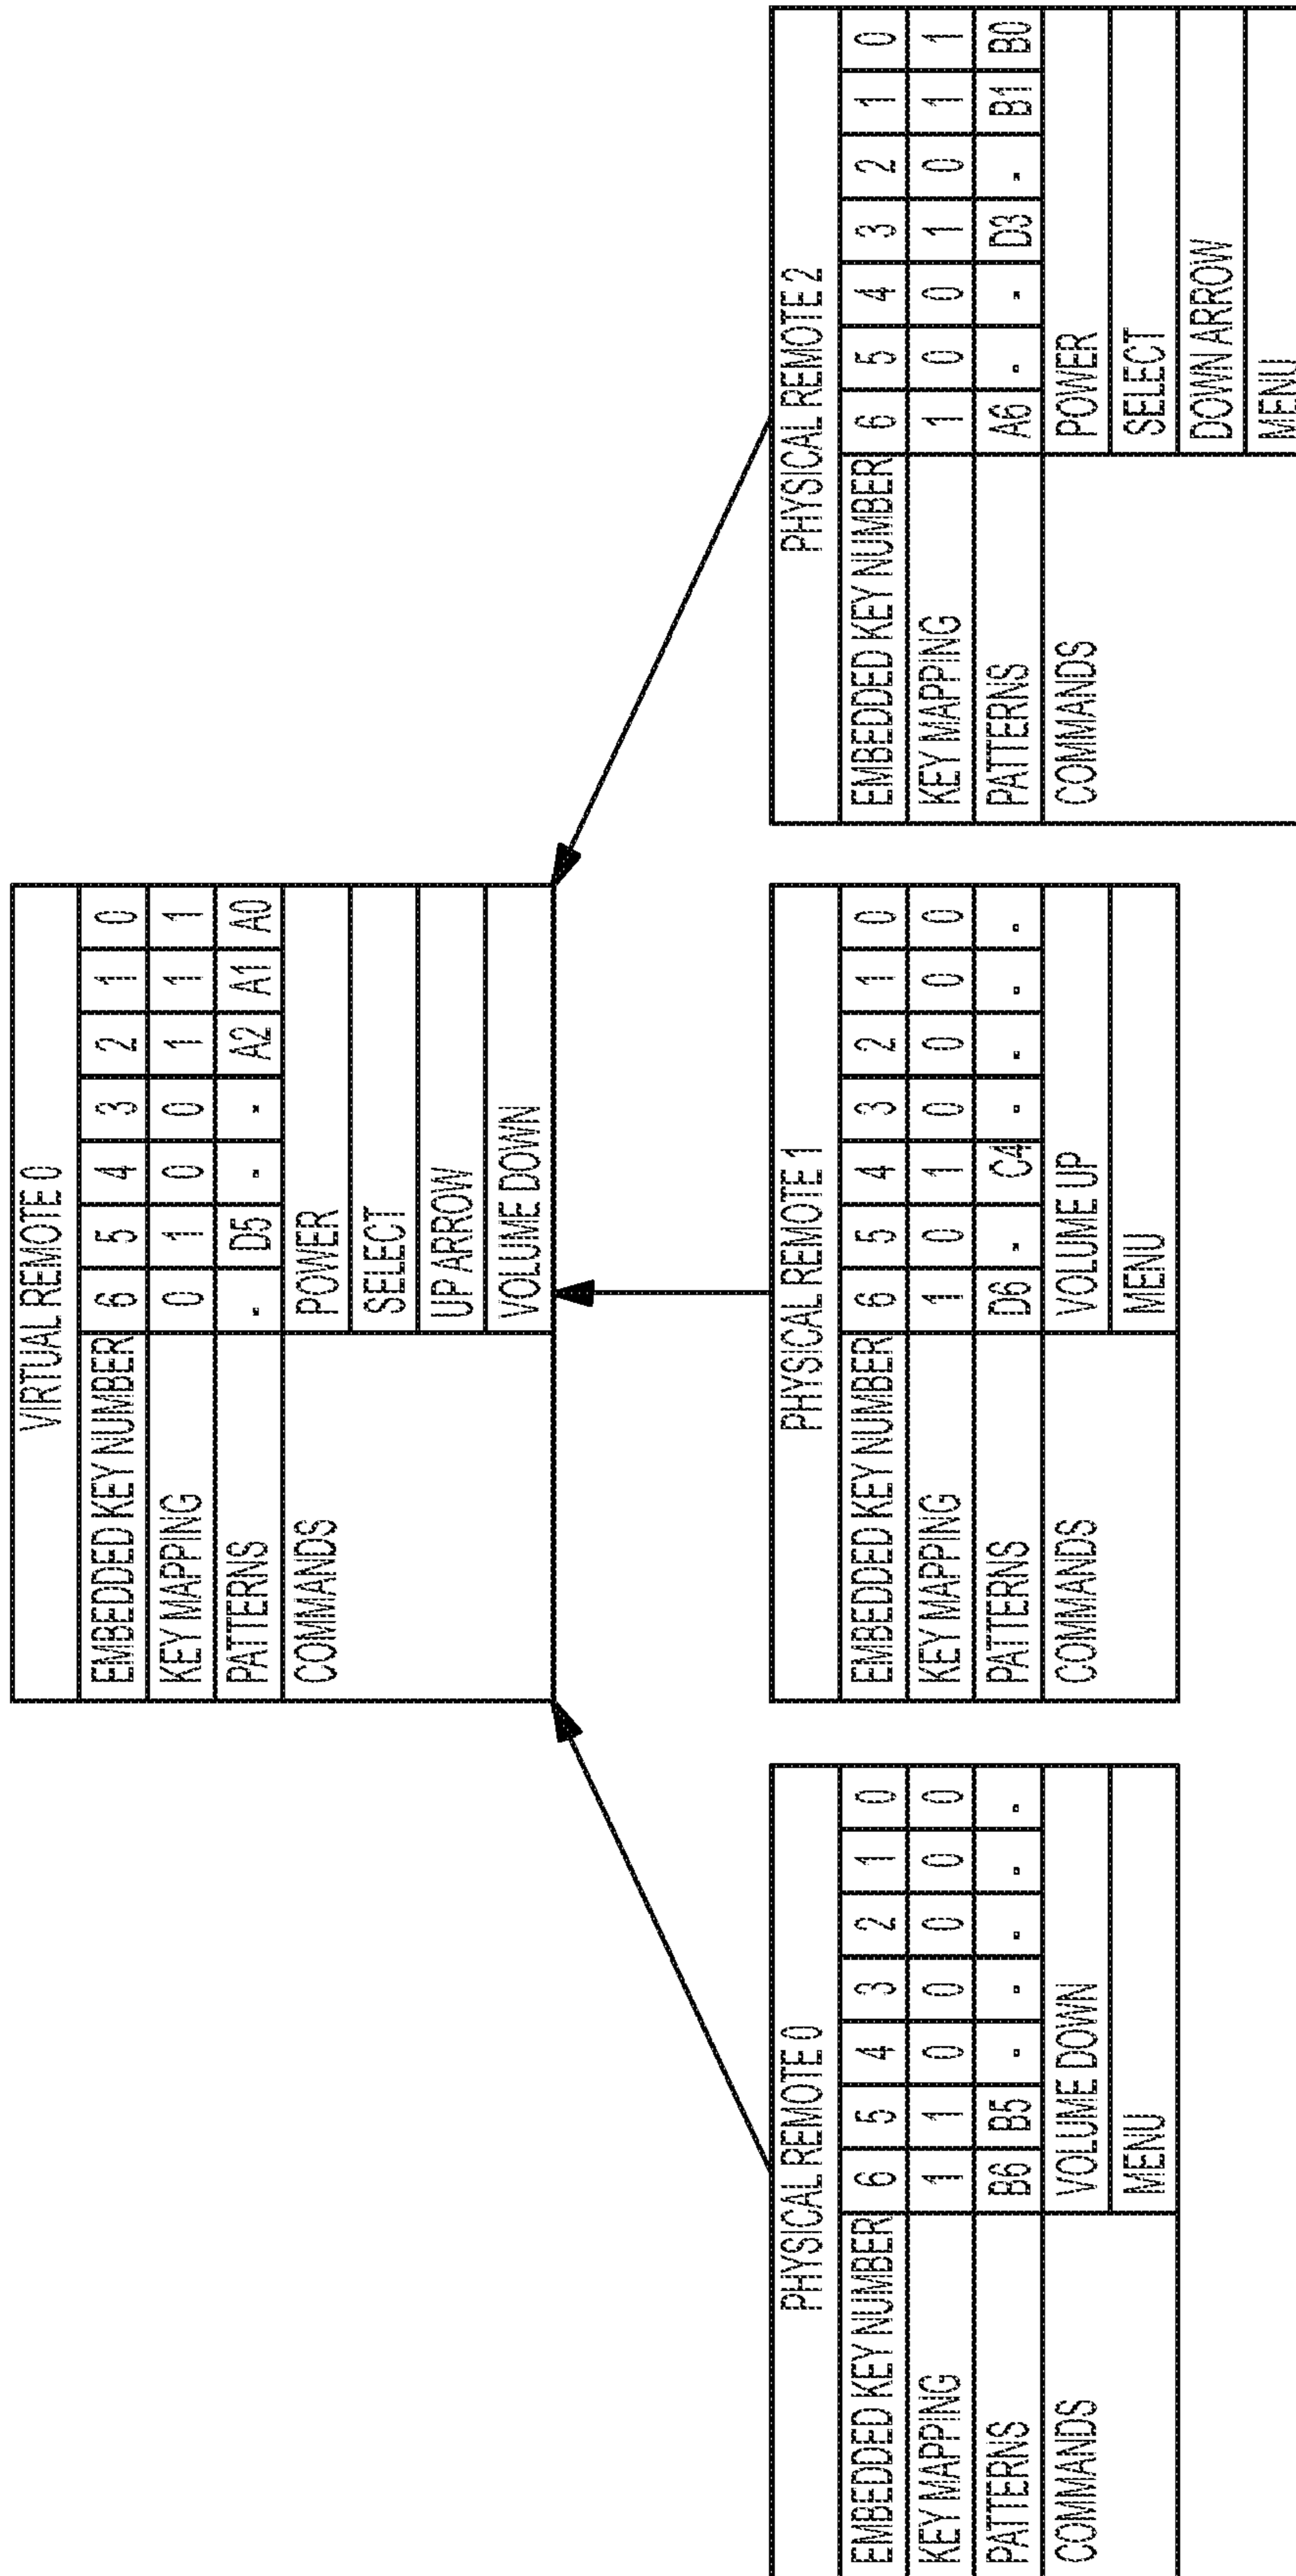 VIRTUAL REMOTE 0
EMBEDDED KEY NUMBER 6 5 4 3 2 1 0
KEY MAPPING 0 1 0 0 1 1 1
PATTERNS - D5 - - A2 A1 A0
COMMANDS POWER
SELECT
UP ARROW
VOLUME DOWN
PHYSICAL REMOTE 0
EMBEDDED KEY NUMBER 6 5 4 3 2 1 0
KEY MAPPING 1 1 0 0 0 0 0
PATTERNS B6 B5 - - - - -
COMMANDS VOLUME DOWN
MENU
PHYSICAL REMOTE 1
EMBEDDED KEY NUMBER 6 5 4 3 2 1 0
KEY MAPPING 1 0 1 0 0 0 0
PATTERNS D6 - C4 - - - -
COMMANDS VOLUME UP
MENU
PHYSICAL REMOTE 2
EMBEDDED KEY NUMBER 6 5 4 3 2 1 0
KEY MAPPING 1 0 0 1 0 1 1
PATTERNS A6 - - D3 - B1 B0
COMMANDS POWER
SELECT
DOWN ARROW
MENU